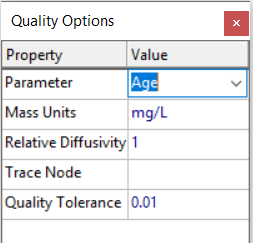 Quality Options
Property Value
Parameter Age
Mass Units mg/L
Relative Diffusivity 1
Trace Node
Quality Tolerance 0.01